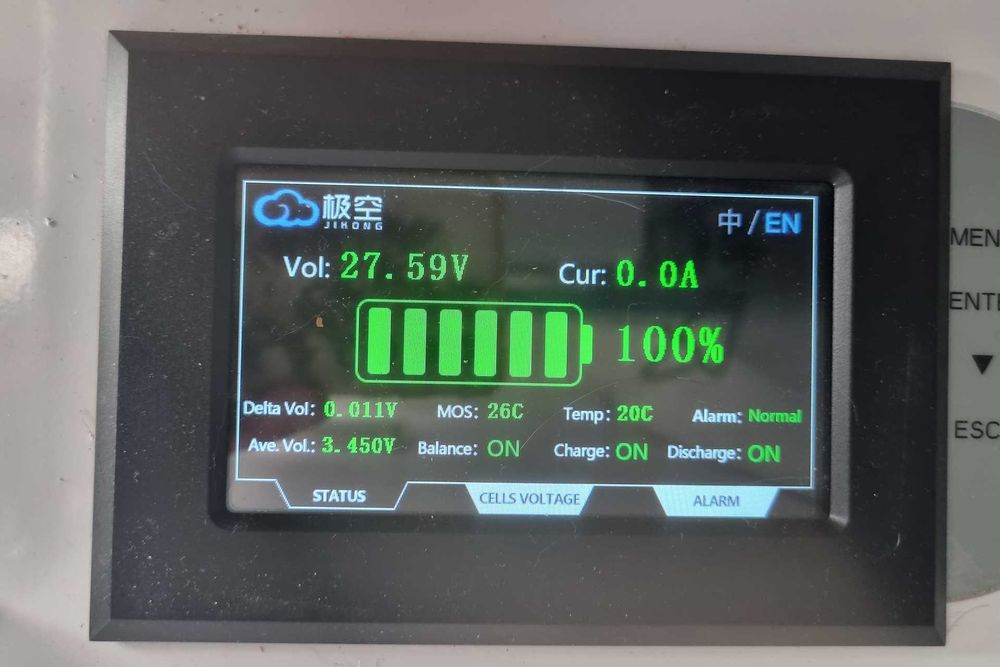 极空
JIKONG
中/EN
Vol: 27.59V
Cur: 0.0A
100%
Delta Vol: 0.011V
MOS: 26C
Temp: 20C
Alarm: Normal
Ave. Vol.: 3.450V
Balance: ON
Charge: ON
Discharge: ON
STATUS
CELLS VOLTAGE
ALARM
MEN
ENT
ESC